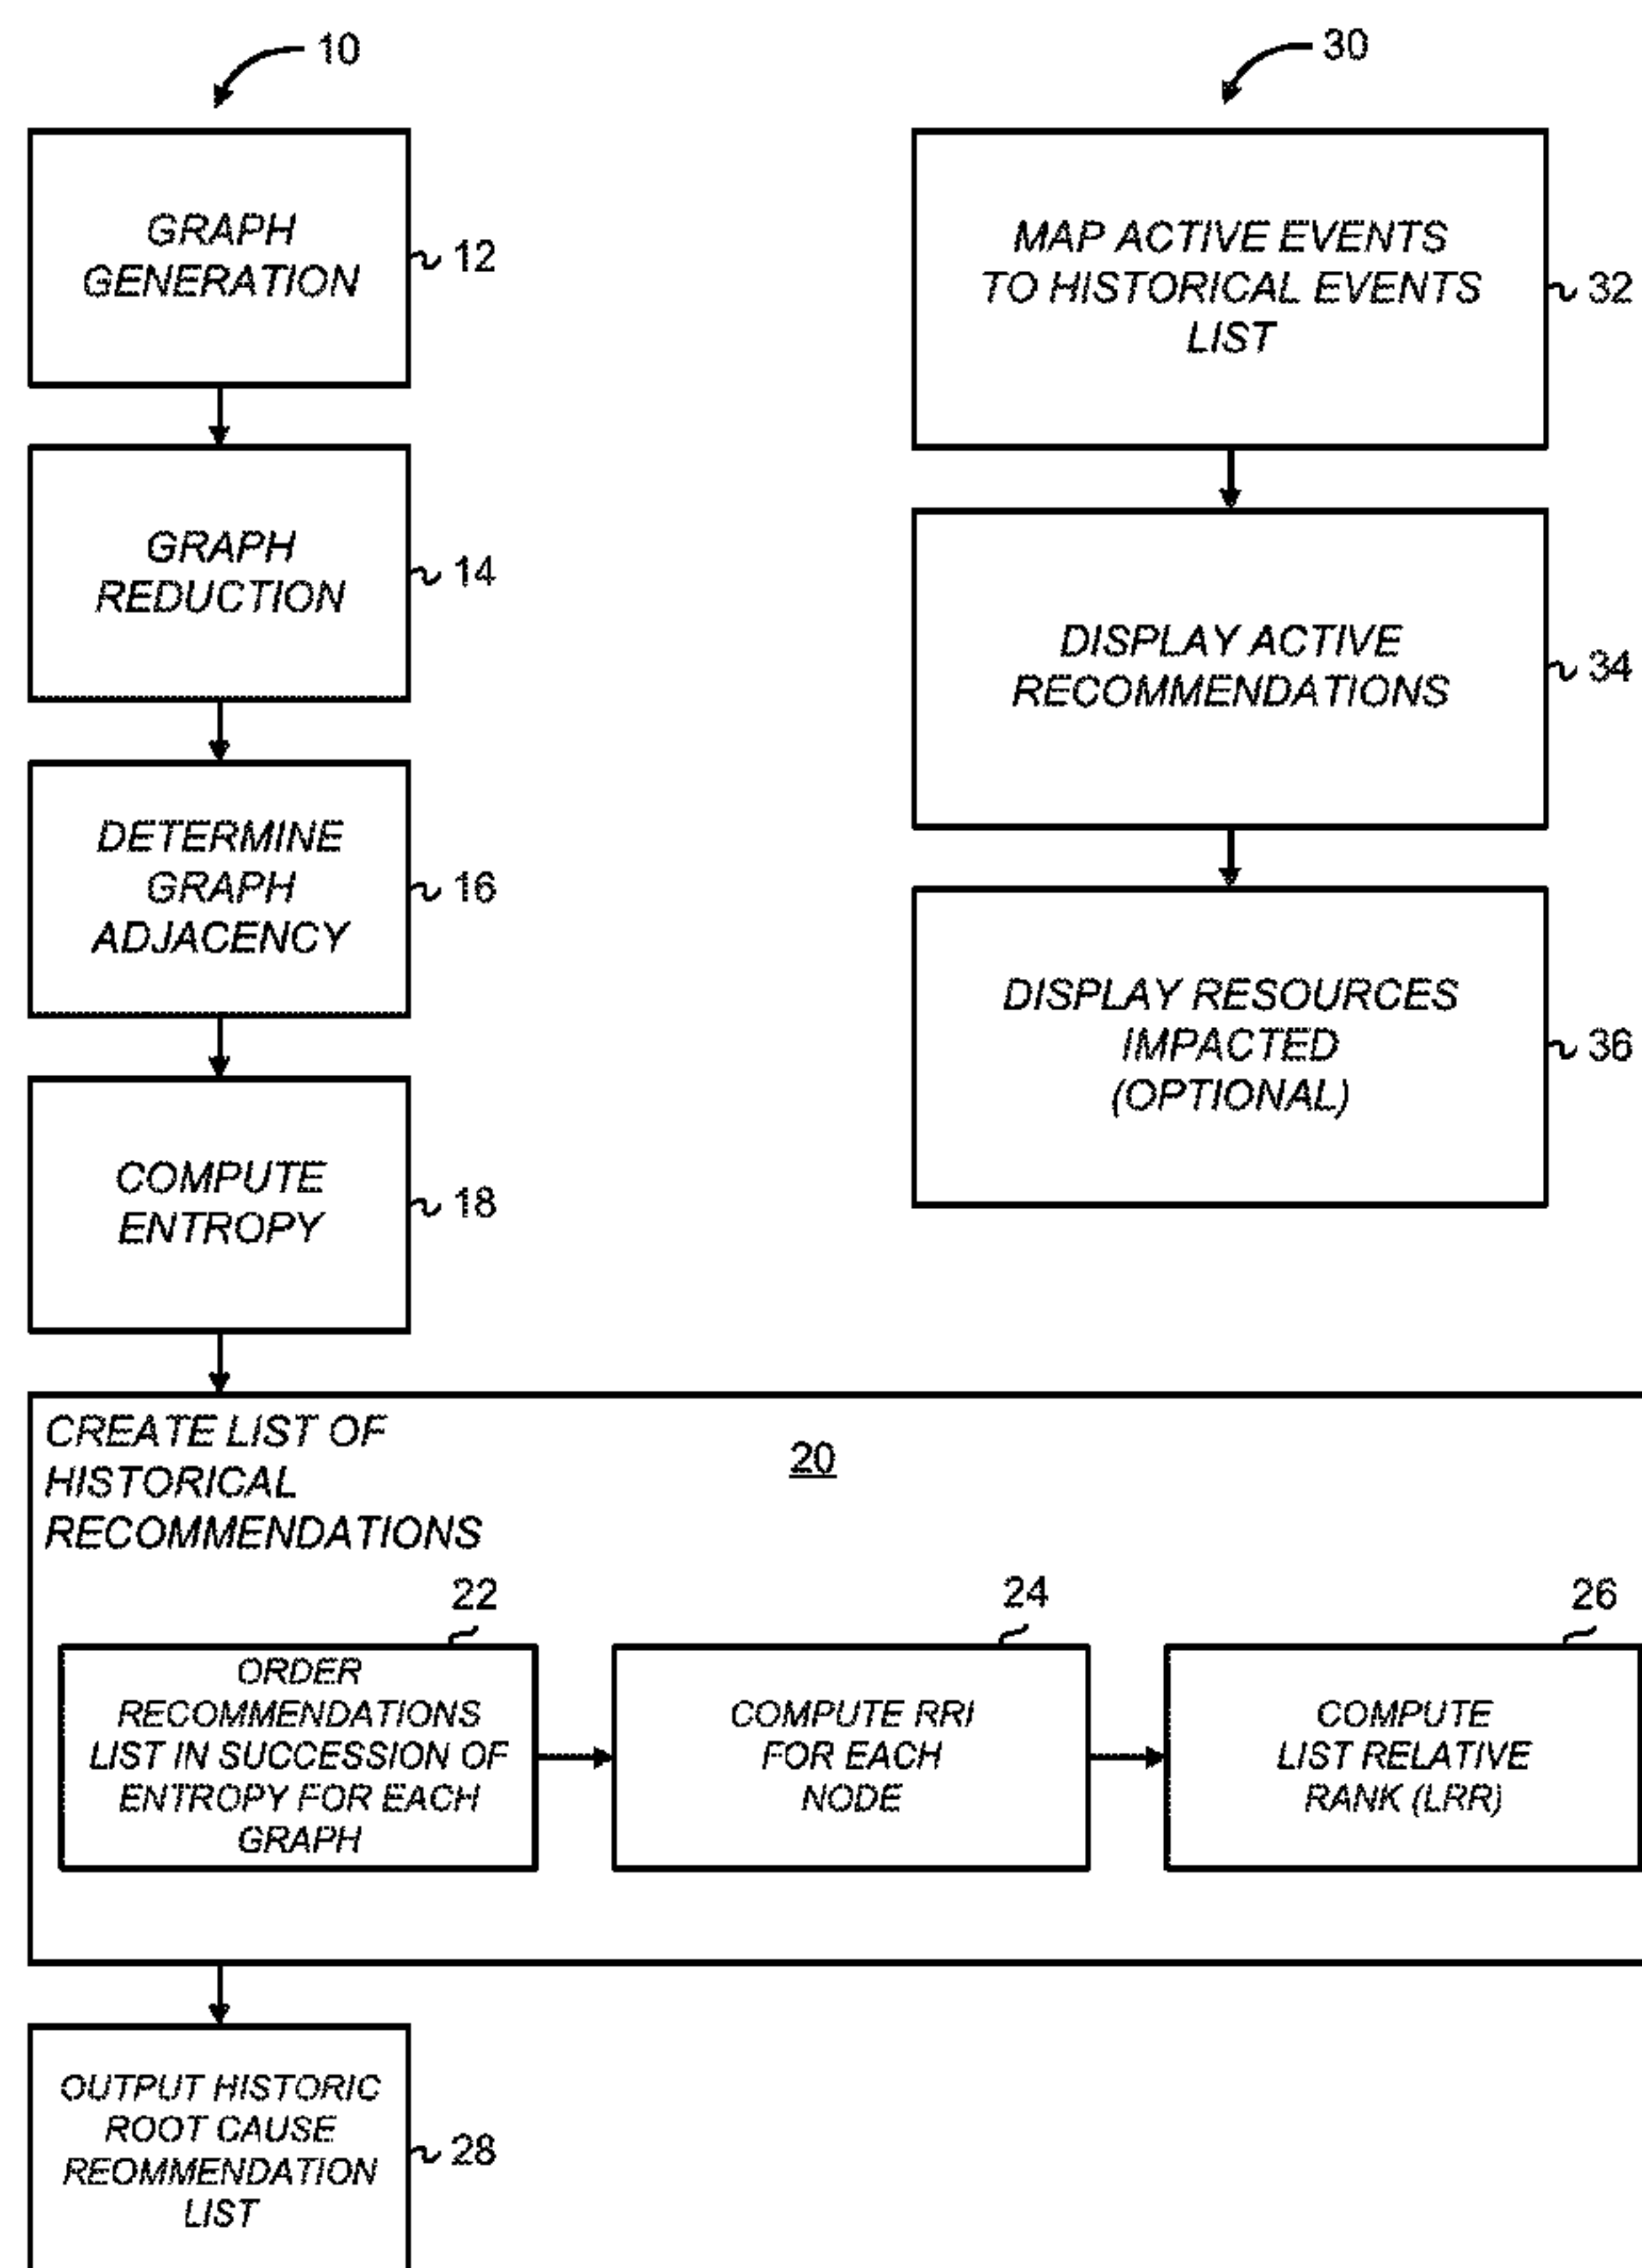 10
GRAPH
GENERATION
12
GRAPH
REDUCTION
14
DETERMINE
GRAPH
ADJACENCY
16
COMPUTE
ENTROPY
18
30
MAP ACTIVE EVENTS
TO HISTORICAL EVENTS
LIST
32
DISPLAY ACTIVE
RECOMMENDATIONS
34
DISPLAY RESOURCES
IMPACTED
(OPTIONAL)
36
CREATE LIST OF
HISTORICAL
RECOMMENDATIONS
20
22
ORDER
RECOMMENDATIONS
LIST IN SUCCESSION OF
ENTROPY FOR EACH
GRAPH
24
COMPUTE RRI
FOR EACH
NODE
26
COMPUTE
LIST RELATIVE
RANK (LRR)
OUTPUT HISTORIC
ROOT CAUSE
REOMMENDATION
LIST
28